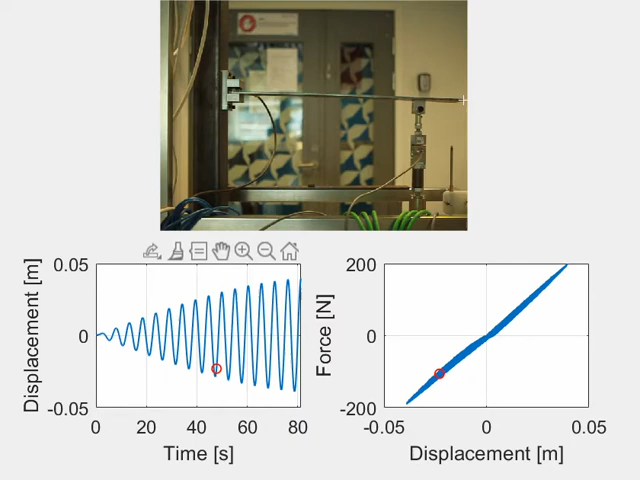 0.05
0
-0.05
Displacement [m]
0 20 40 60 80
Time [s]
200
0
-200
Force [N]
-0.05 0 0.05
Displacement [m]